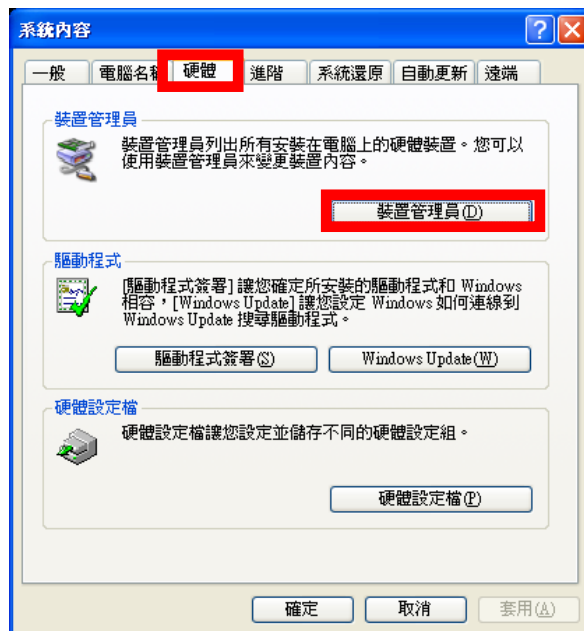 系統內容
一般 電腦名稱 硬體 進階 系統還原 自動更新 遠端
裝置管理員
裝置管理員列出所有安裝在電腦上的硬體裝置。您可以
使用裝置管理員來變更裝置內容。
裝置管理員(D)
驅動程式
[驅動程式簽署] 讓您確定所安裝的驅動程式和 Windows
相容，[Windows Update] 讓您設定 Windows 如何連線到
Windows Update 搜尋驅動程式。
驅動程式簽署(S) Windows Update(W)
硬體設定檔
硬體設定檔讓您設定並儲存不同的硬體設定組。
硬體設定檔(P)
確定 取消 套用(A)